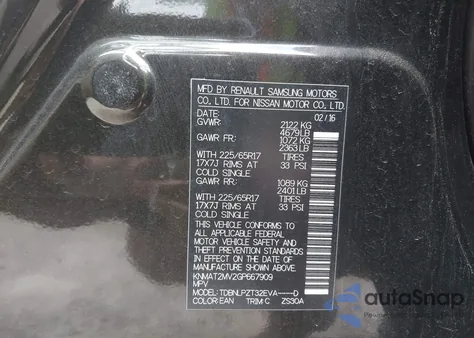 MFD BY RENAULT SAMSUNG MOTORS
CO., LTD. FOR NISSAN MOTOR CO., LTD.
DATE: 02/16
GVWR: 2122 KG
4679LB
GAWR FR: 1072 KG
2363LB
WITH 225/65R17 TIRES
17X7J RIMS AT 33 PSI
COLD SINGLE
GAWR RR: 1089 KG
2401LB
WITH 225/65R17 TIRES
17X7J RIMS AT 33 PSI
COLD SINGLE
THIS VEHICLE CONFORMS TO ALL
APPLICABLE FEDERAL
MOTOR VEHICLE SAFETY
STANDARDS
IN EFFECT ON THE DATE OF
MANUFACTURE SHOWN ABOVE
KNMAT2MV2GP667909
MPV
MODEL: TDBNLPZT32EVA----D
COLOR: EAN TRIM: C ZS30A
autoSnap